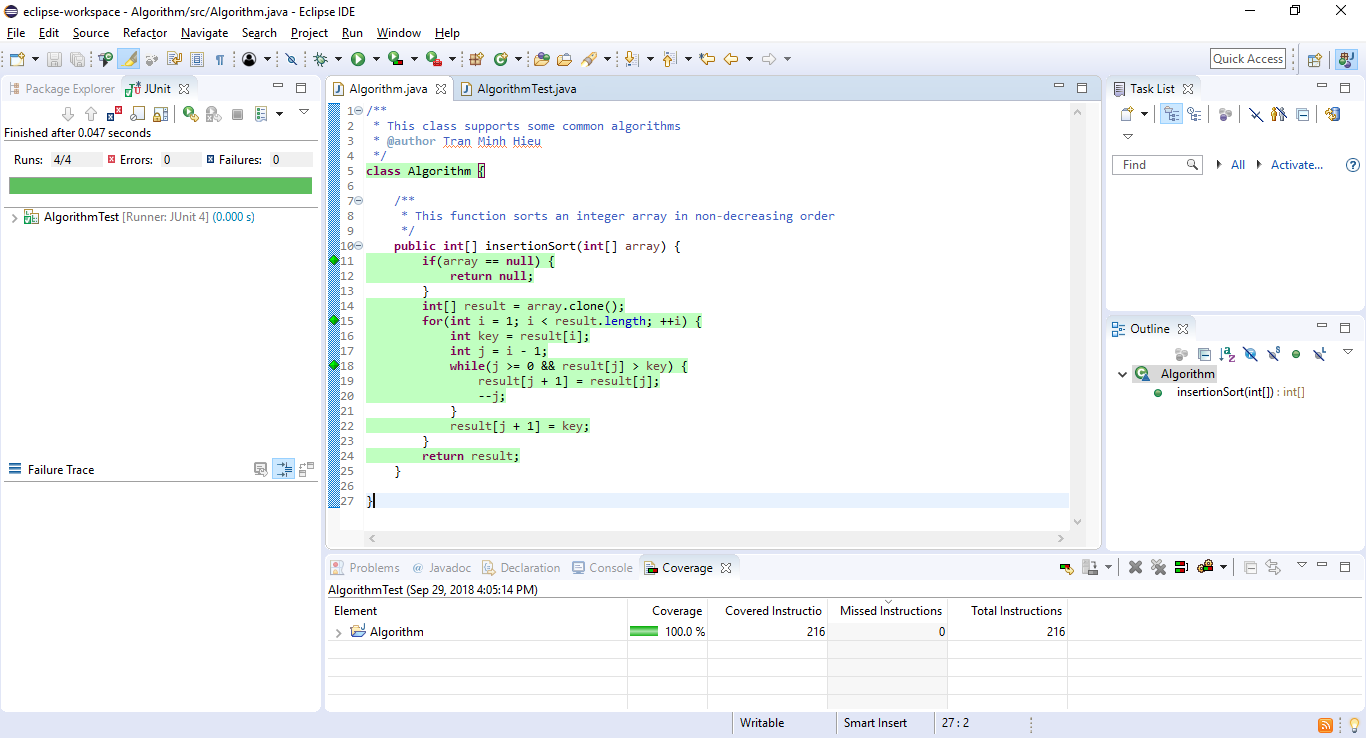 eclipse-workspace - Algorithm/src/Algorithm.java - Eclipse IDE
File Edit Source Refactor Navigate Search Project Run Window Help
Quick Access
Package Explorer JUnit
Finished after 0.047 seconds
Runs: 4/4 Errors: 0 Failures: 0
AlgorithmTest [Runner: JUnit 4] (0.000 s)
Failure Trace
Algorithm.java AlgorithmTest.java
1 /**
2  * This class supports some common algorithms
3  * @author Tran Minh Hieu
4  */
5 class Algorithm {
6
7     /**
8      * This function sorts an integer array in non-decreasing order
9      */
10     public int[] insertionSort(int[] array) {
11         if(array == null) {
12             return null;
13         }
14         int[] result = array.clone();
15         for(int i = 1; i < result.length; ++i) {
16             int key = result[i];
17             int j = i - 1;
18             while(j >= 0 && result[j] > key) {
19                 result[j + 1] = result[j];
20                 --j;
21             }
22             result[j + 1] = key;
23         }
24         return result;
25     }
26
27 }
Task List
Find All Activate...
Outline
Algorithm
insertionSort(int[]) : int[]
Problems Javadoc Declaration Console Coverage
AlgorithmTest (Sep 29, 2018 4:05:14 PM)
Element Coverage Covered Instructio Missed Instructions Total Instructions
Algorithm 100.0 % 216 0 216
Writable Smart Insert 27 : 2